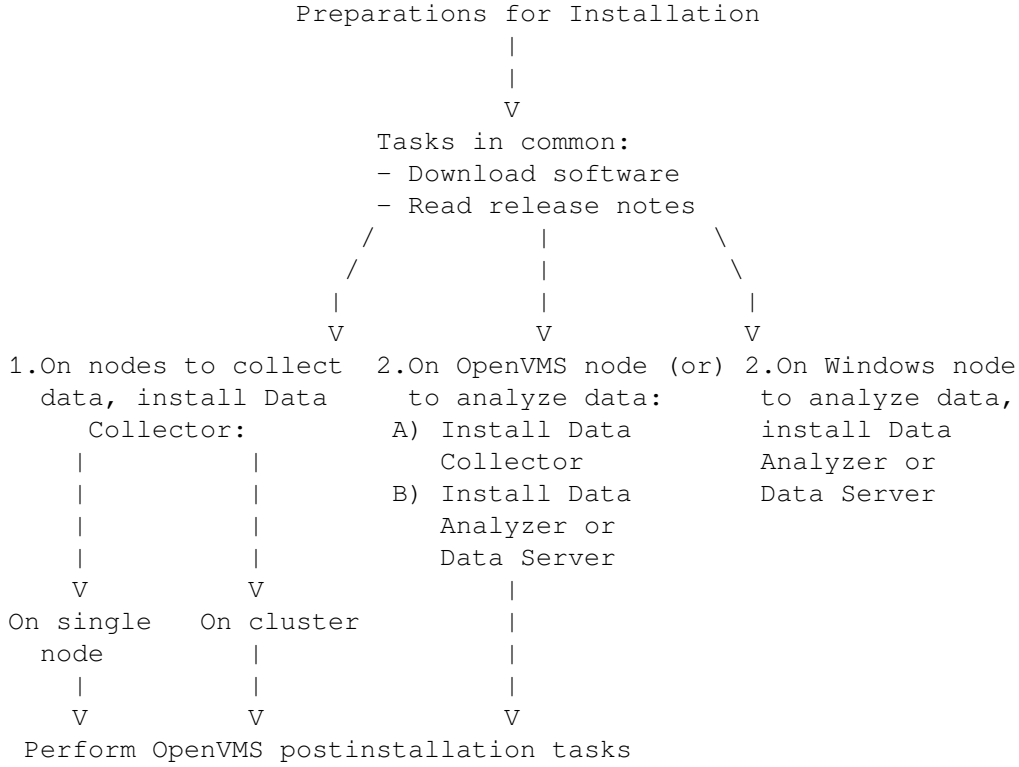 Preparations for Installation
|
|
V
Tasks in common:
- Download software
- Read release notes
/ | \
/ | \
| | |
V V V
1.On nodes to collect 2.On OpenVMS node (or) 2.On Windows node
data, install Data to analyze data: to analyze data,
Collector: A) Install Data install Data
| | Collector Analyzer or
| | B) Install Data Data Server
| | Analyzer or
| | Data Server
V V |
On single On cluster |
node | |
| | |
V V V
Perform OpenVMS postinstallation tasks